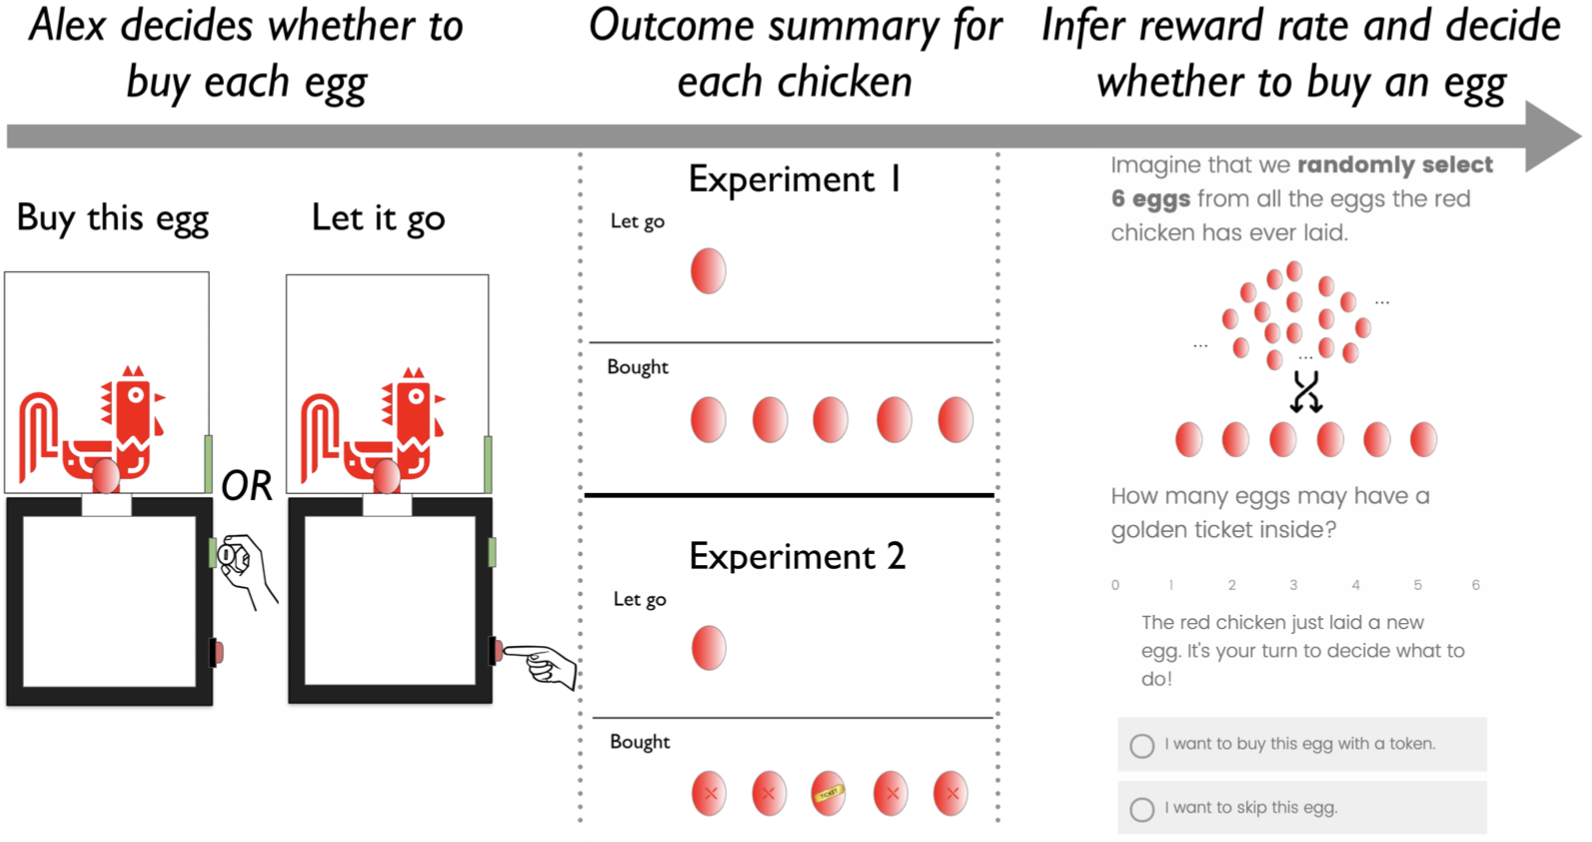 Alex decides whether to
buy each egg
Outcome summary for
each chicken
Infer reward rate and decide
whether to buy an egg
Buy this egg
Let it go
OR
Experiment 1
Let go
Bought
Experiment 2
Let go
Bought
TICKET
Imagine that we randomly select
6 eggs from all the eggs the red
chicken has ever laid.
...
...
...
How many eggs may have a
golden ticket inside?
0 1 2 3 4 5 6
The red chicken just laid a new
egg. It's your turn to decide what to
do!
I want to buy this egg with a token.
I want to skip this egg.